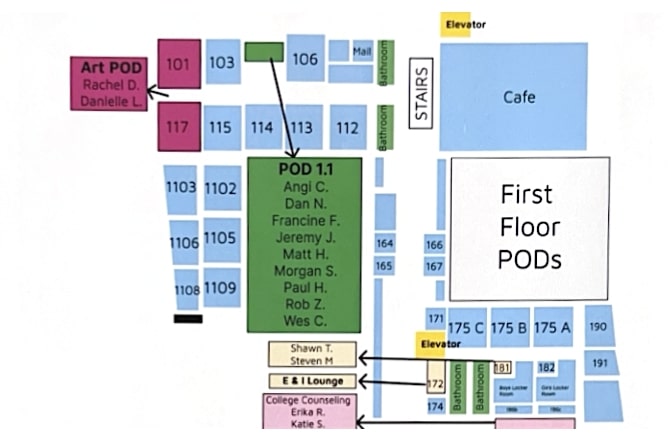 Elevator
Art POD
Rachel D.
Danielle L.
101
103
106
Mail
Bathroom
STAIRS
Cafe
117
115
114
113
112
Bathroom
1103
1102
POD 1.1
Angi C.
Dan N.
Francine F.
Jeremy J.
Matt H.
Morgan S.
Paul H.
Rob Z.
Wes C.
First
Floor
PODs
1106
1105
164
166
165
167
1108
1109
171
175 C
175 B
175 A
190
Elevator
Shawn T.
Steven M
181
182
191
E & I Lounge
172
Bathroom
Bathroom
Boys Locker
Room
Girls Locker
Room
College Counseling
Erika R.
Katie S.
174